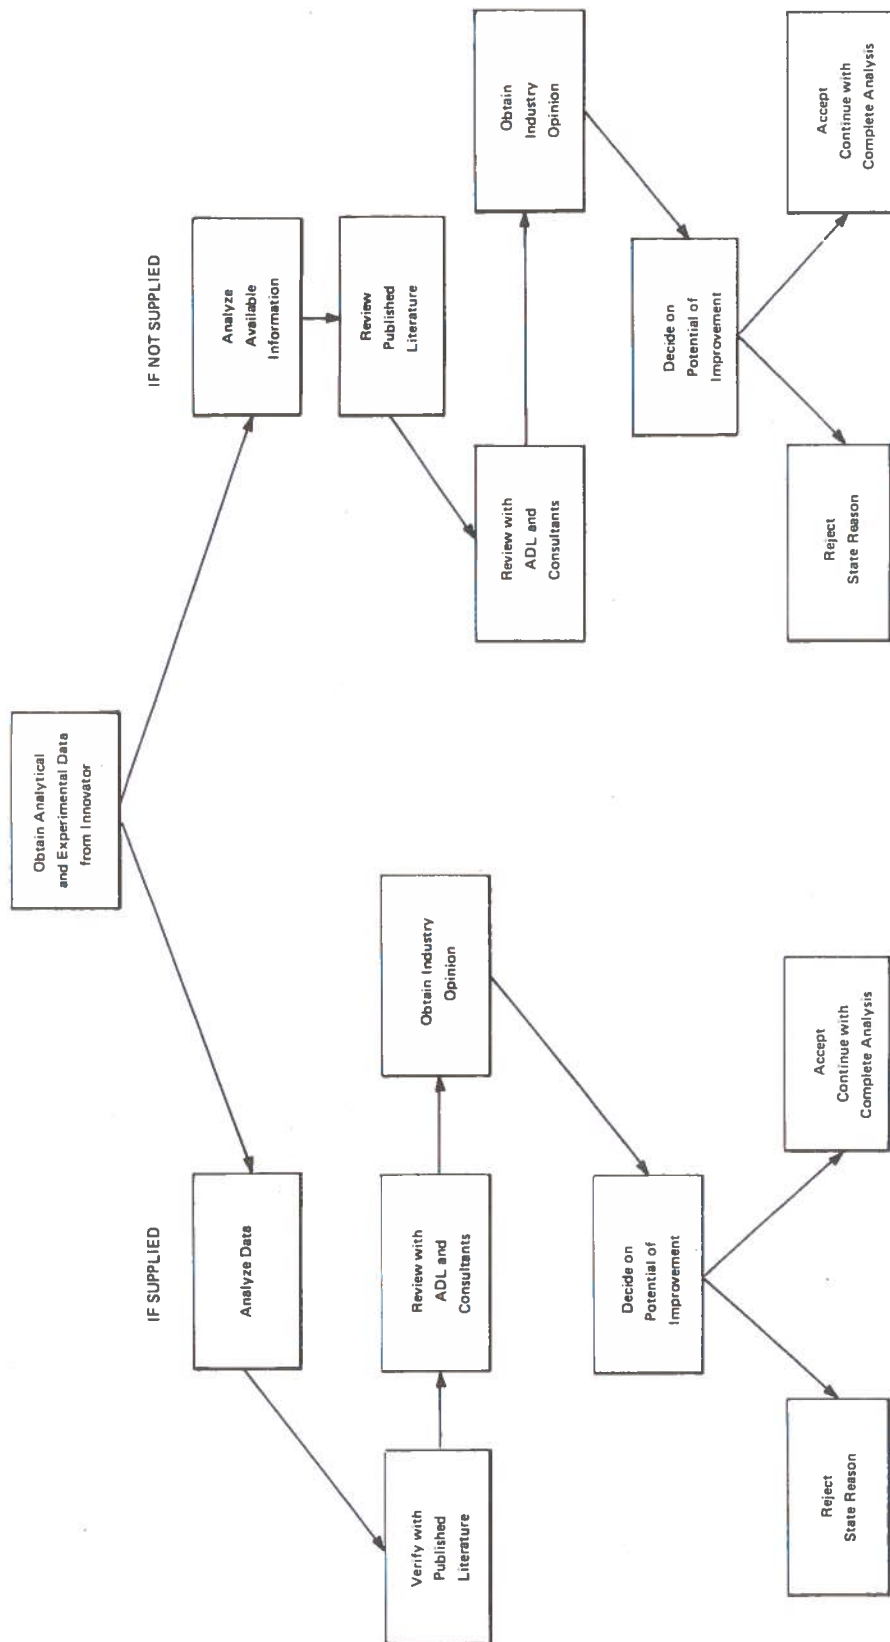 Obtain Analytical
and Experimental Data
from Innovator
IF SUPPLIED
Analyze Data
Verify with
Published
Literature
Review with
ADL and
Consultants
Obtain Industry
Opinion
Decide on
Potential of
Improvement
Reject
State Reason
Accept
Continue with
Complete Analysis
IF NOT SUPPLIED
Analyze
Available
Information
Review
Published
Literature
Review with
ADL and
Consultants
Obtain
Industry
Opinion
Decide on
Potential of
Improvement
Reject
State Reason
Accept
Continue with
Complete Analysis